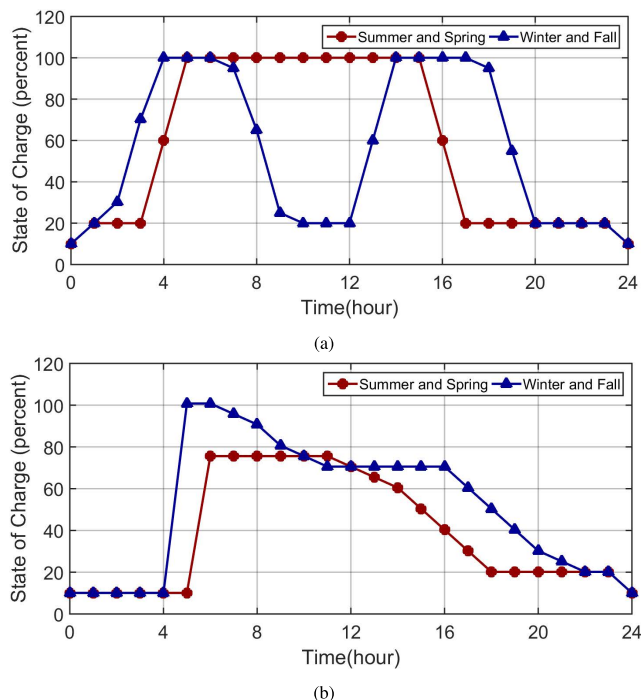 120
Summer and Spring Winter and Fall
100
80
60
40
20
0
State of Charge (percent)
0 4 8 12 16 20 24
Time(hour)
(a)
120
Summer and Spring Winter and Fall
100
80
60
40
20
0
State of Charge (percent)
0 4 8 12 16 20 24
Time(hour)
(b)